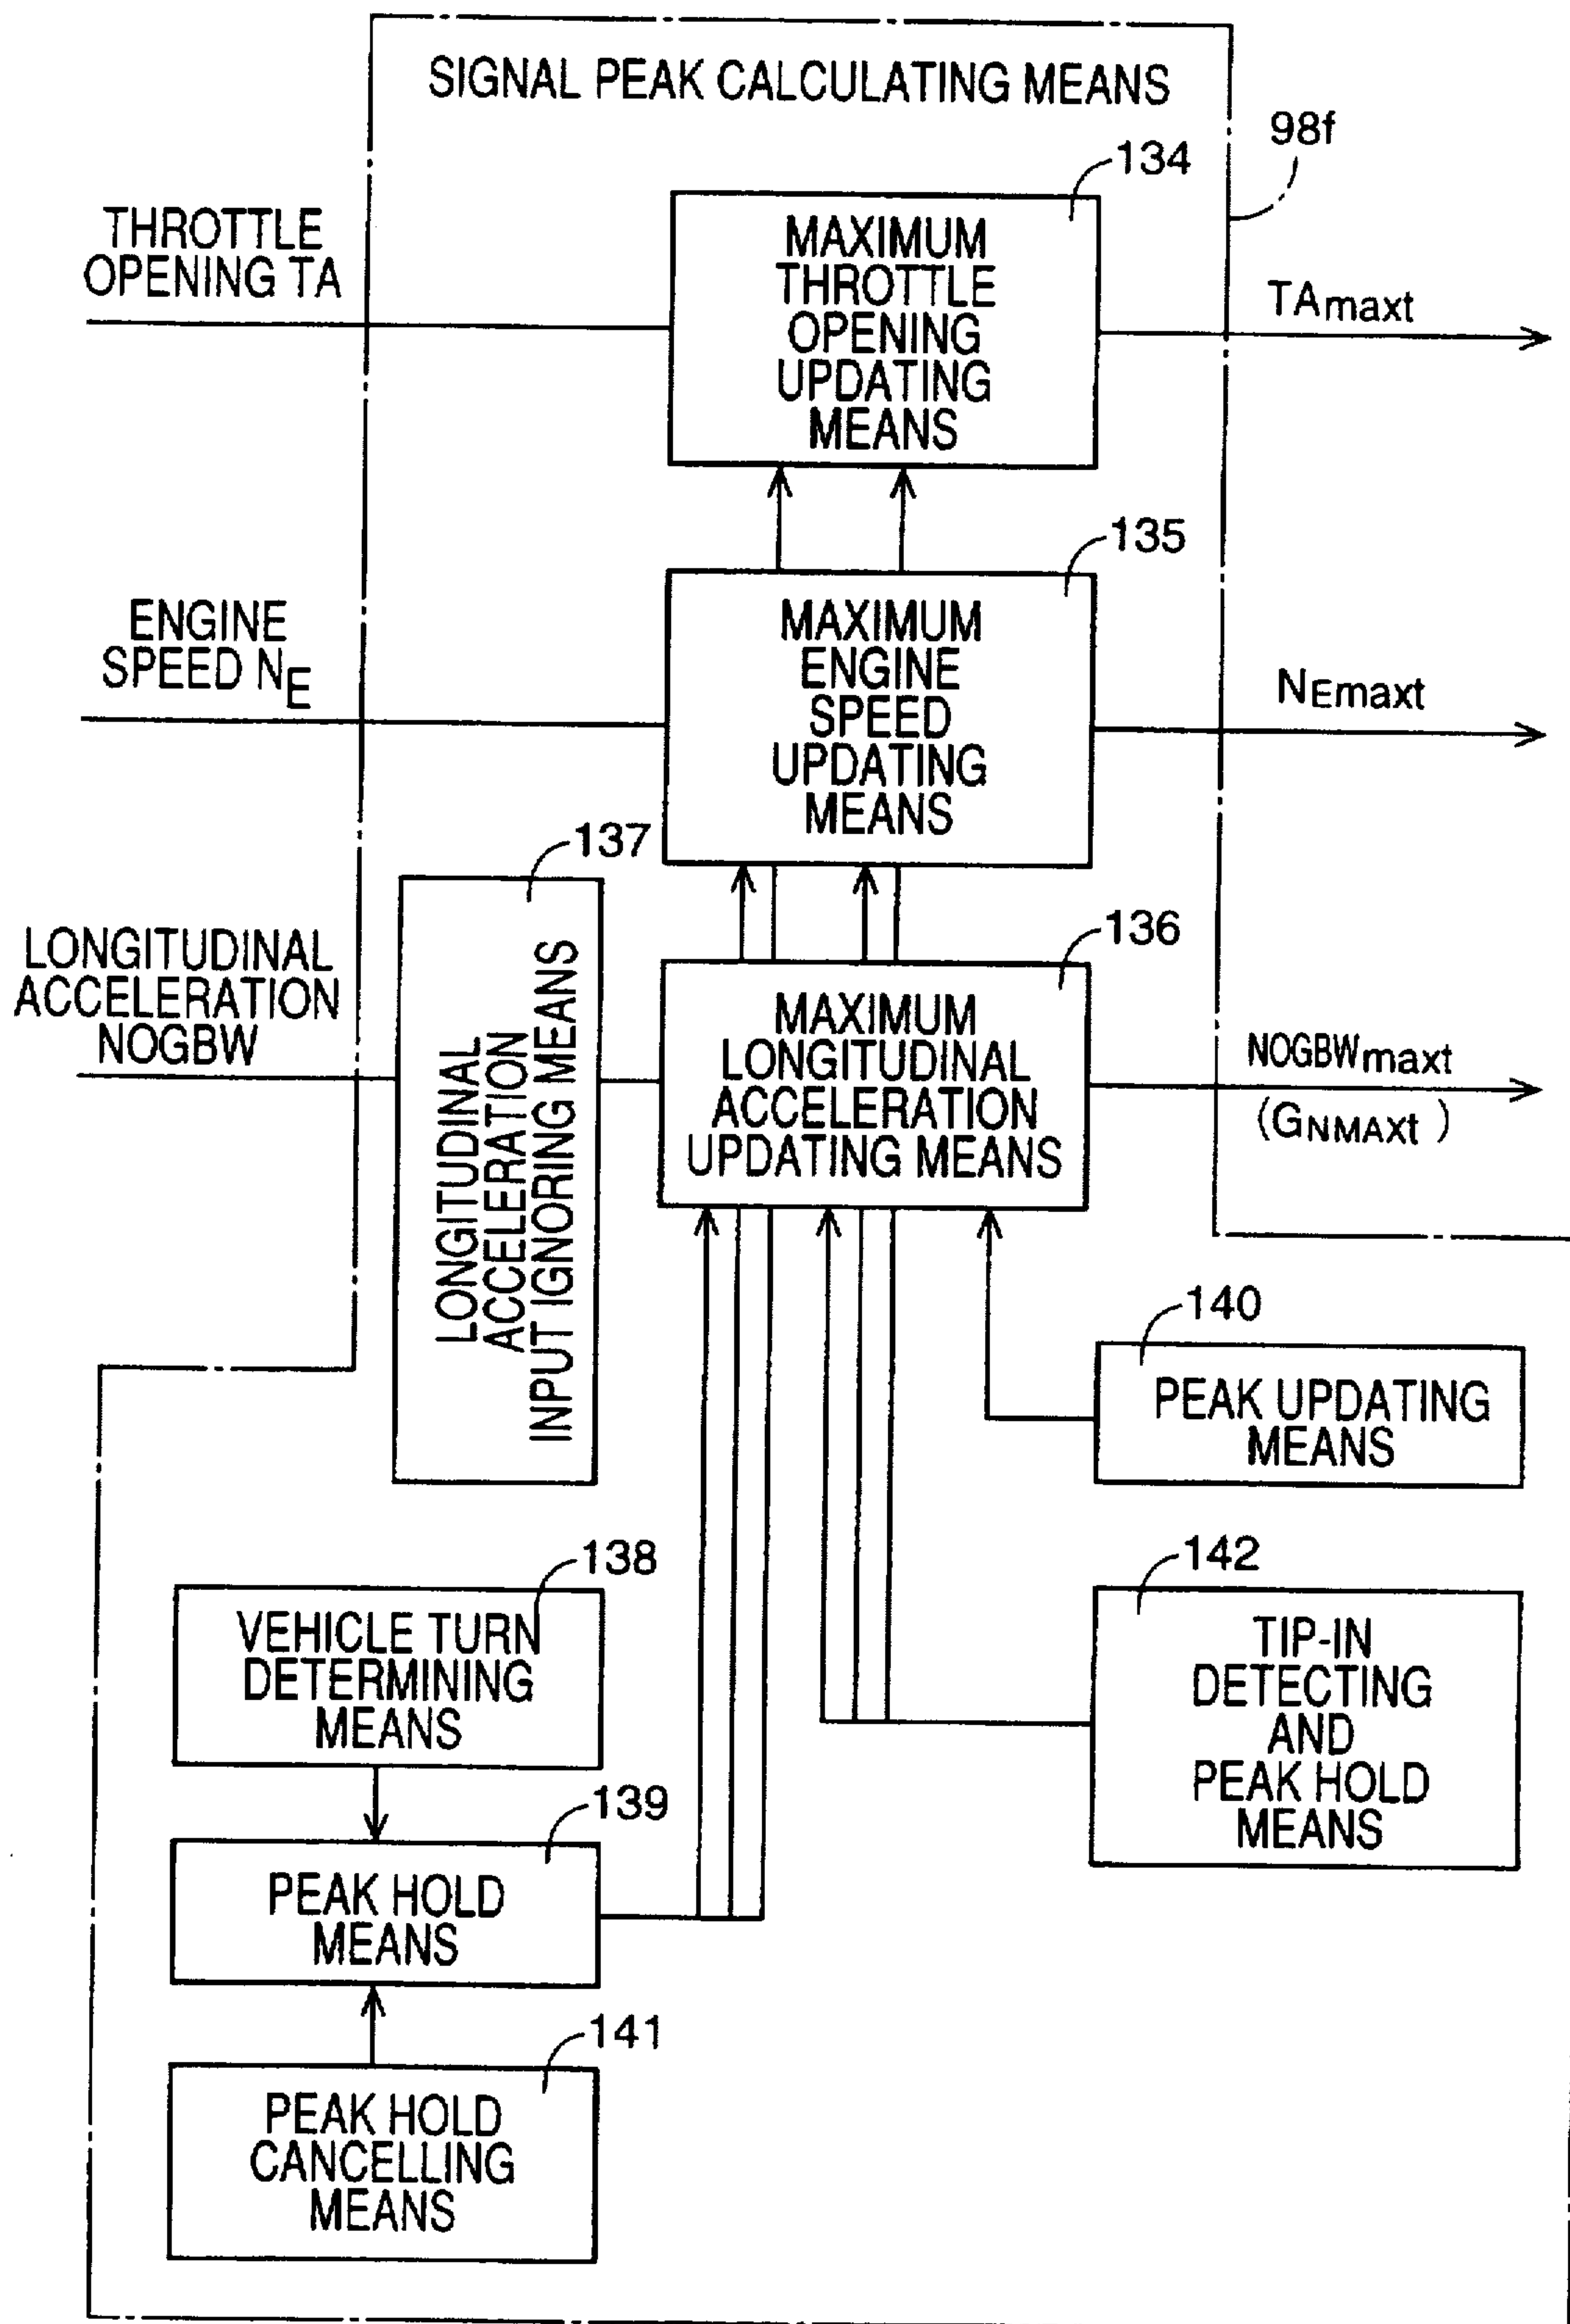 SIGNAL PEAK CALCULATING MEANS
98f
134
THROTTLE
OPENING TA
MAXIMUM
THROTTLE
OPENING
UPDATING
MEANS
TAmaxt
135
ENGINE
SPEED NE
MAXIMUM
ENGINE
SPEED
UPDATING
MEANS
NEmaxt
137
LONGITUDINAL
ACCELERATION
NOGBW
LONGITUDINAL
ACCELERATION
INPUT IGNORING MEANS
136
MAXIMUM
LONGITUDINAL
ACCELERATION
UPDATING MEANS
NOGBWmaxt
(GNMAXt)
140
PEAK UPDATING
MEANS
138
VEHICLE TURN
DETERMINING
MEANS
142
TIP-IN
DETECTING
AND
PEAK HOLD
MEANS
139
PEAK HOLD
MEANS
141
PEAK HOLD
CANCELLING
MEANS